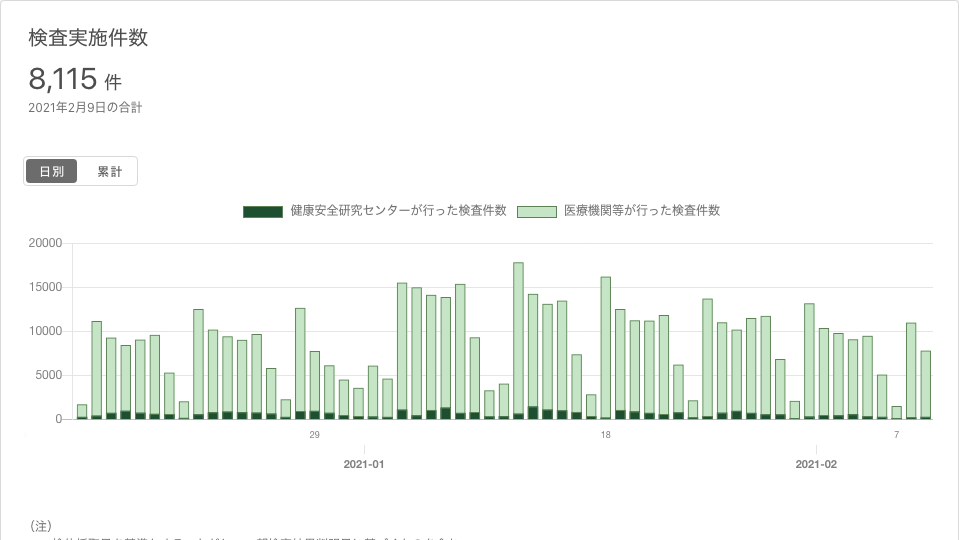 検査実施件数
8,115 件
2021年2月9日の合計
日別 累計
健康安全研究センターが行った検査件数 医療機関等が行った検査件数
20000
15000
10000
5000
0
29 18 7
2021-01 2021-02
（注）